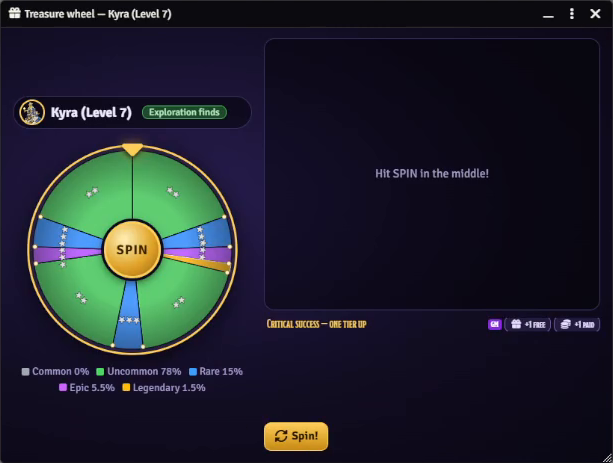 Treasure wheel — Kyra (Level 7)
Kyra (Level 7)
Exploration finds
SPIN
Common 0% Uncommon 78% Rare 15%
Epic 5.5% Legendary 1.5%
Hit SPIN in the middle!
Critical success — one tier up
GM +1 FREE +1 PAID
Spin!